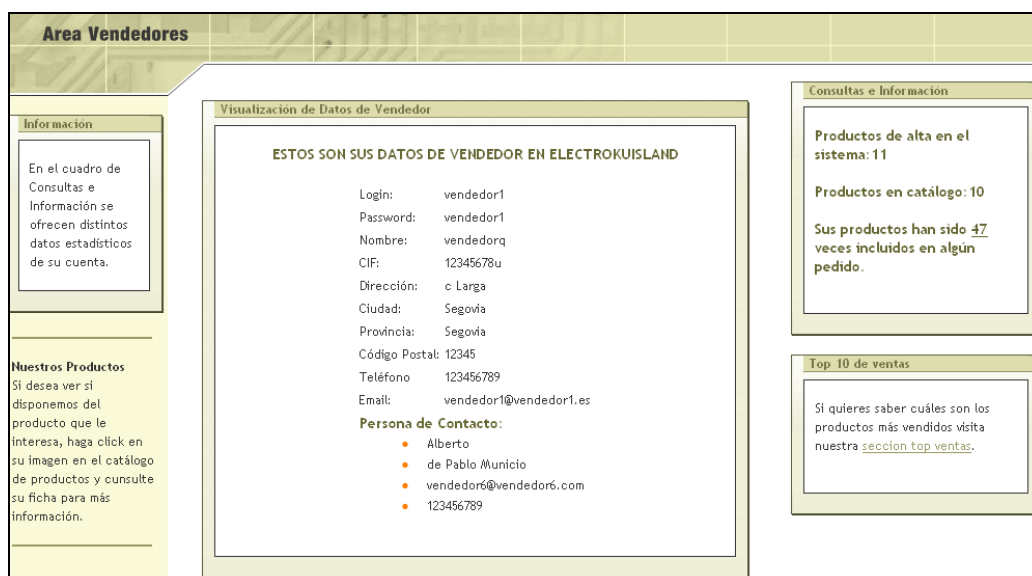 Area Vendedores
Información
En el cuadro de
Consultas e
Información se
ofrecen distintos
datos estadísticos
de su cuenta.
Nuestros Productos
Si desea ver si
disponemos del
producto que le
interesa, haga click en
su imagen en el catálogo
de productos y cunsulte
su ficha para más
información.
Visualización de Datos de Vendedor
ESTOS SON SUS DATOS DE VENDEDOR EN ELECTROKUISLAND
Login: vendedor1
Password: vendedor1
Nombre: vendedorq
CIF: 12345678u
Dirección: c Larga
Ciudad: Segovia
Provincia: Segovia
Código Postal: 12345
Teléfono 123456789
Email: vendedor1@vendedor1.es
Persona de Contacto:
Alberto
de Pablo Municio
vendedor6@vendedor6.com
123456789
Consultas e Información
Productos de alta en el
sistema: 11
Productos en catálogo: 10
Sus productos han sido 47
veces incluidos en algún
pedido.
Top 10 de ventas
Si quieres saber cuáles son los
productos más vendidos visita
nuestra seccion top ventas.